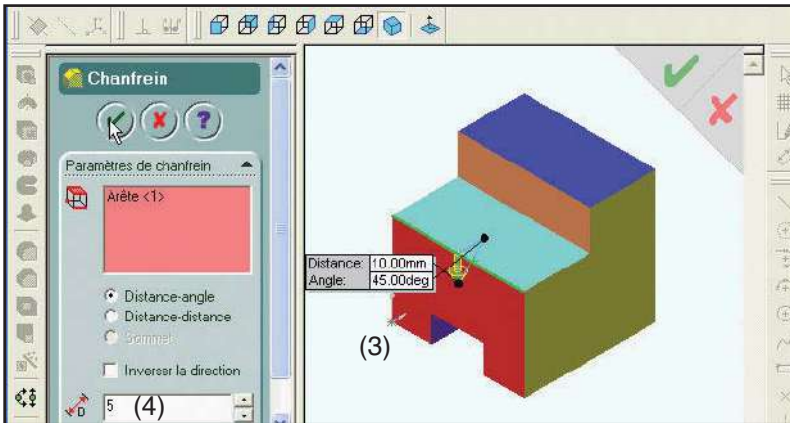 Chanfrein
?
Paramètres de chanfrein
Arête <1>
Distance-angle
Distance-distance
Sommet
Inverser la direction
D
5 (4)
Distance: 10.00mm
Angle: 45.00deg
(3)